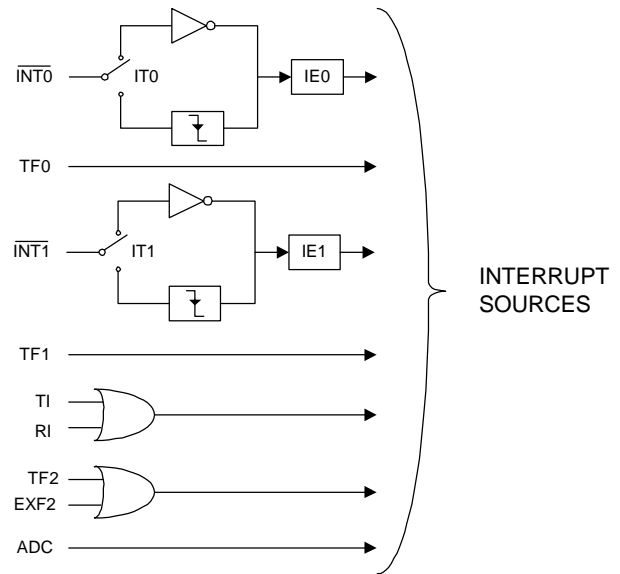 INT0
IT0
IE0
TF0
INT1
IT1
IE1
INTERRUPT
SOURCES
TF1
TI
RI
TF2
EXF2
ADC